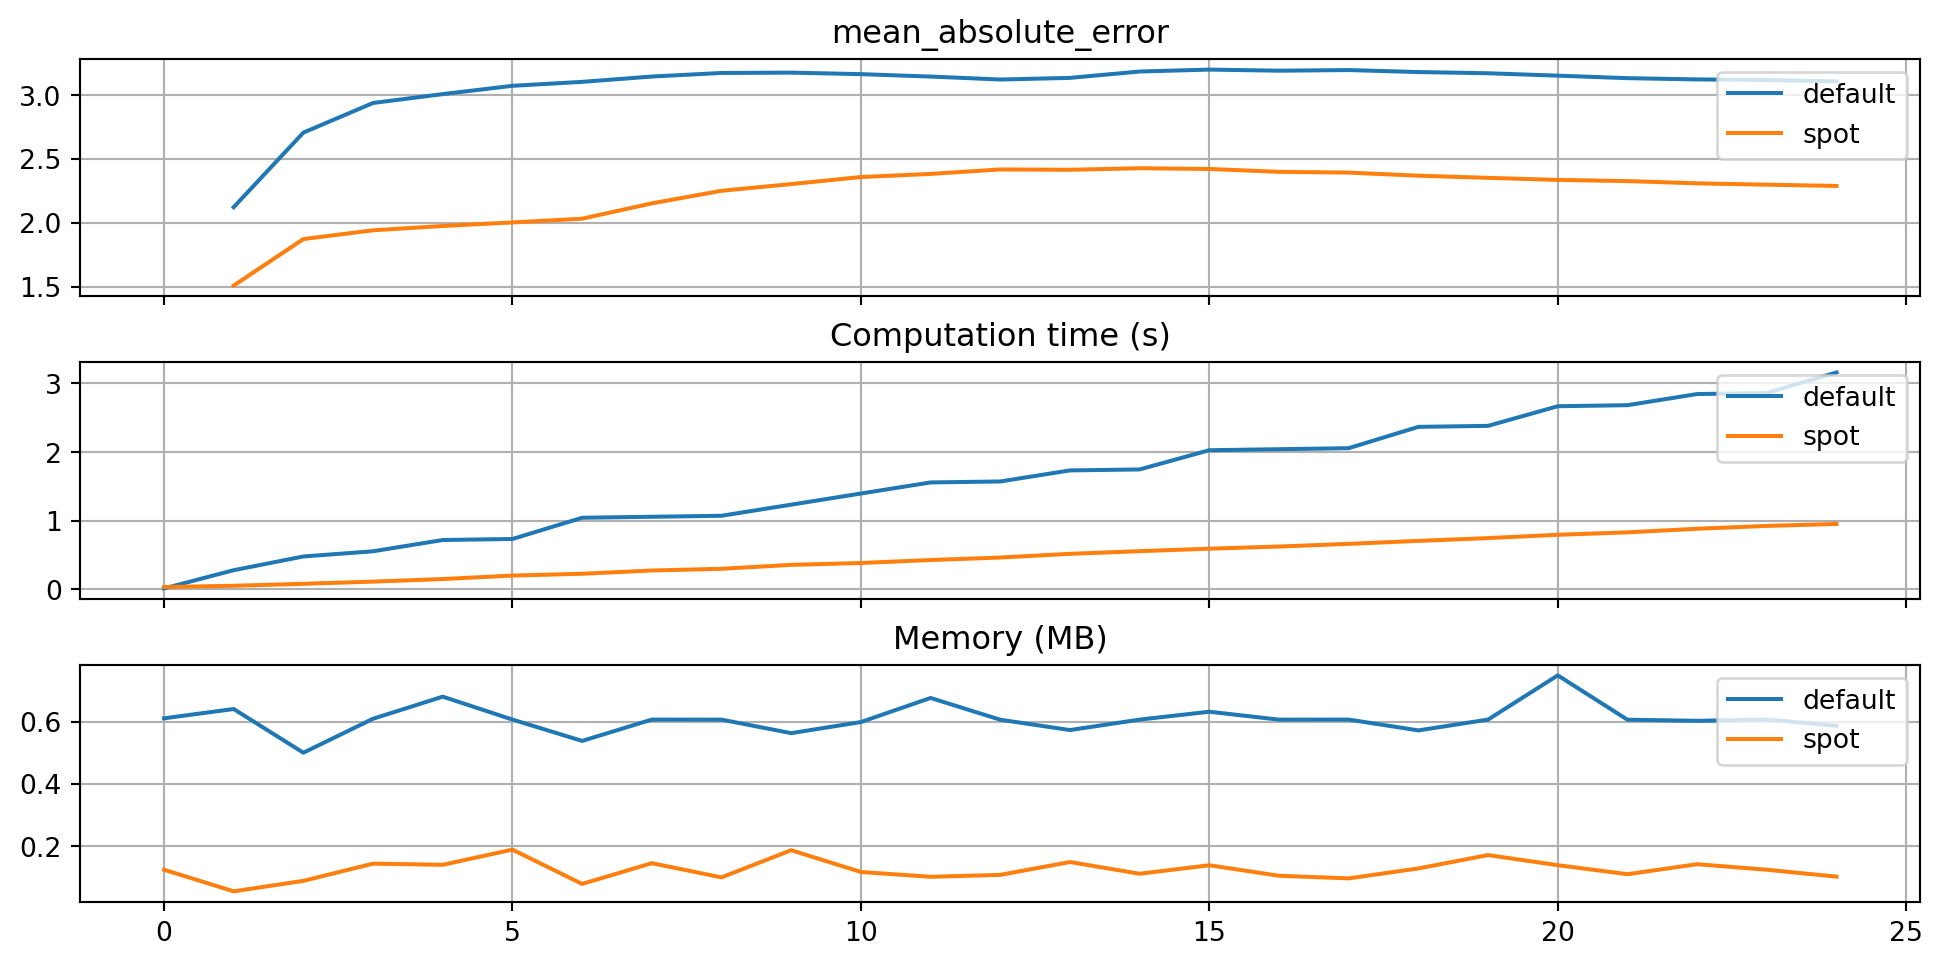 mean_absolute_error
3.0
2.5
2.0
1.5
default
spot
Computation time (s)
3
2
1
0
default
spot
Memory (MB)
0.6
0.4
0.2
default
spot
0 5 10 15 20 25